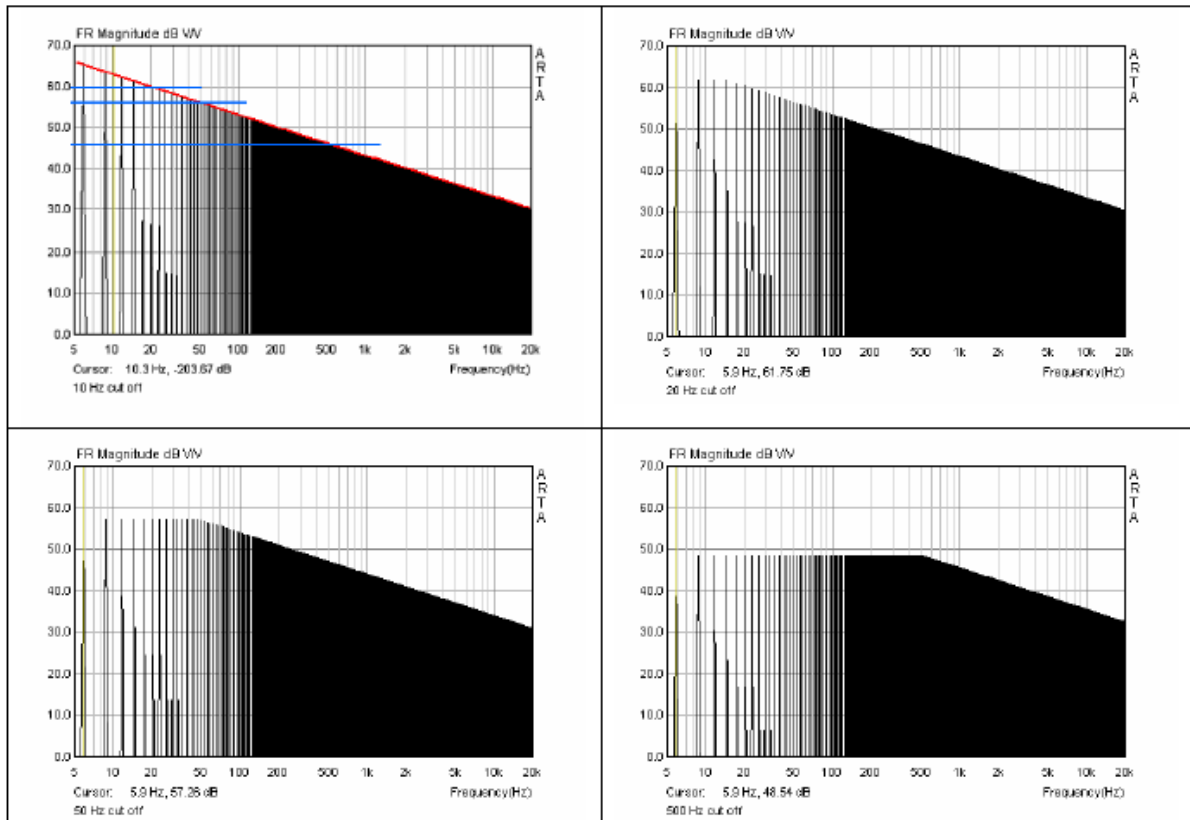 FR Magnitude dB V/V
70.0
60.0
50.0
40.0
30.0
20.0
10.0
0.0
A
R
T
A
5 10 20 50 100 200 500 1k 2k 5k 10k 20k
Cursor: 10.3 Hz, -203.67 dB Frequency(Hz)
10 Hz cut off
FR Magnitude dB V/V
70.0
60.0
50.0
40.0
30.0
20.0
10.0
0.0
A
R
T
A
5 10 20 50 100 200 500 1k 2k 5k 10k 20k
Cursor: 5.9 Hz, 61.75 dB Frequency(Hz)
20 Hz cut off
FR Magnitude dB V/V
70.0
60.0
50.0
40.0
30.0
20.0
10.0
0.0
A
R
T
A
5 10 20 50 100 200 500 1k 2k 5k 10k 20k
Cursor: 5.9 Hz, 57.26 dB Frequency(Hz)
50 Hz cut off
FR Magnitude dB V/V
70.0
60.0
50.0
40.0
30.0
20.0
10.0
0.0
A
R
T
A
5 10 20 50 100 200 500 1k 2k 5k 10k 20k
Cursor: 5.9 Hz, 48.54 dB Frequency(Hz)
500 Hz cut off